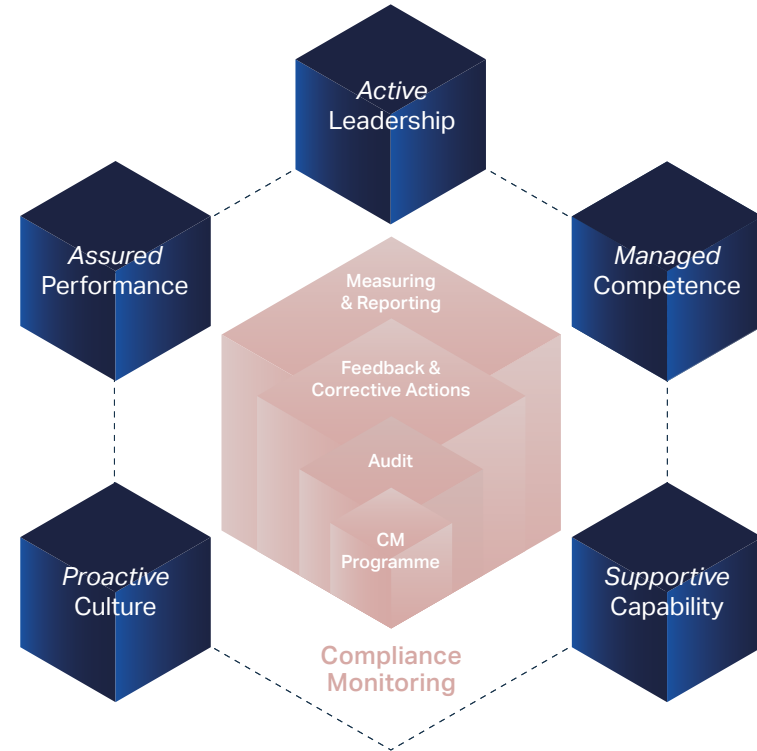 Active
Leadership
Assured
Performance
Managed
Competence
Measuring
& Reporting
Feedback &
Corrective Actions
Audit
CM
Programme
Proactive
Culture
Supportive
Capability
Compliance
Monitoring